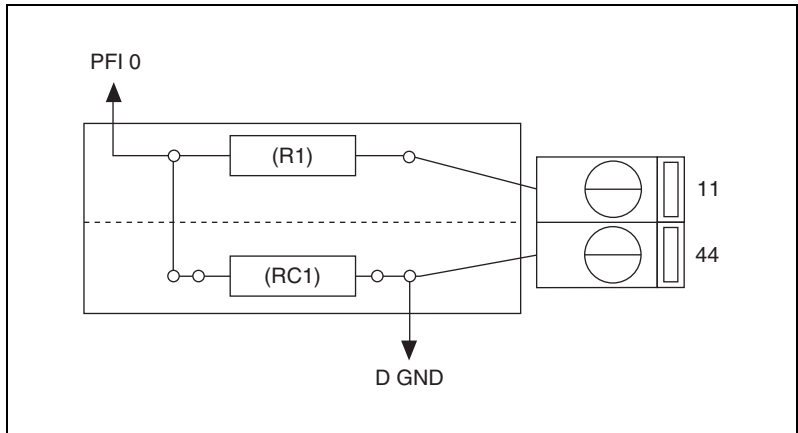 PFI 0
(R1)
11
(RC1)
44
D GND